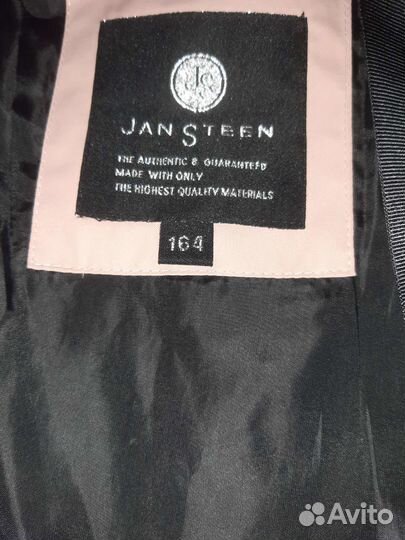 JAN STEEN
THE AUTHENTIC & GUARANTEED
MADE WITH ONLY
THE HIGHEST QUALITY MATERIALS
164
Avito